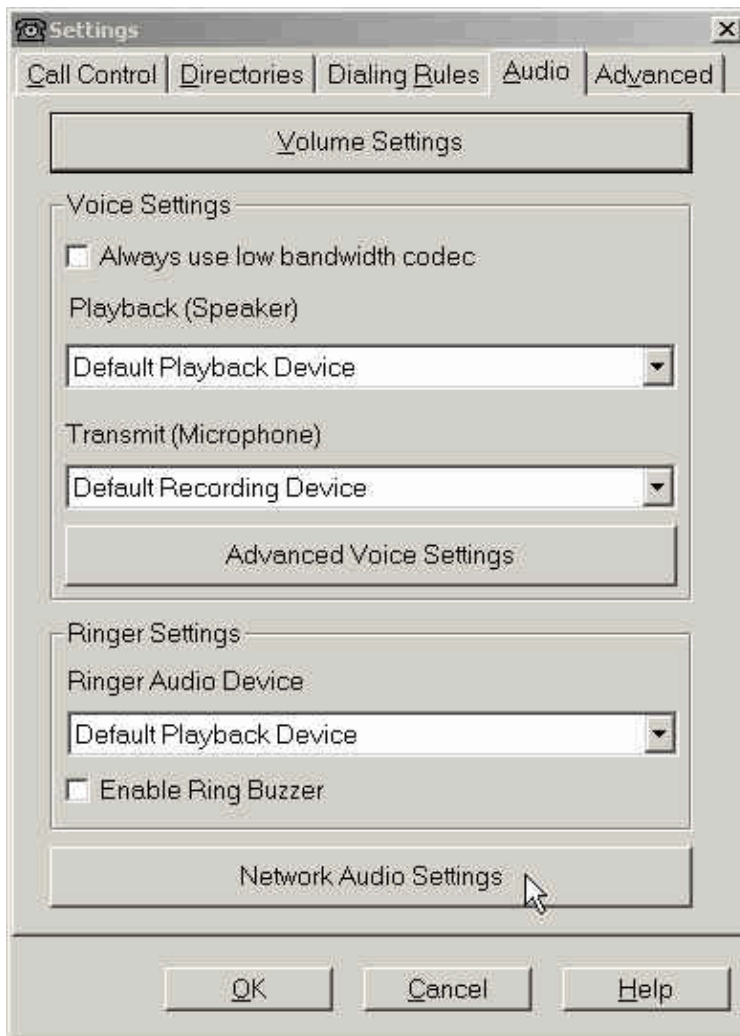 Settings
Call Control Directories Dialing Rules Audio Advanced
Volume Settings
Voice Settings
Always use low bandwidth codec
Playback (Speaker)
Default Playback Device
Transmit (Microphone)
Default Recording Device
Advanced Voice Settings
Ringer Settings
Ringer Audio Device
Default Playback Device
Enable Ring Buzzer
Network Audio Settings
OK Cancel Help